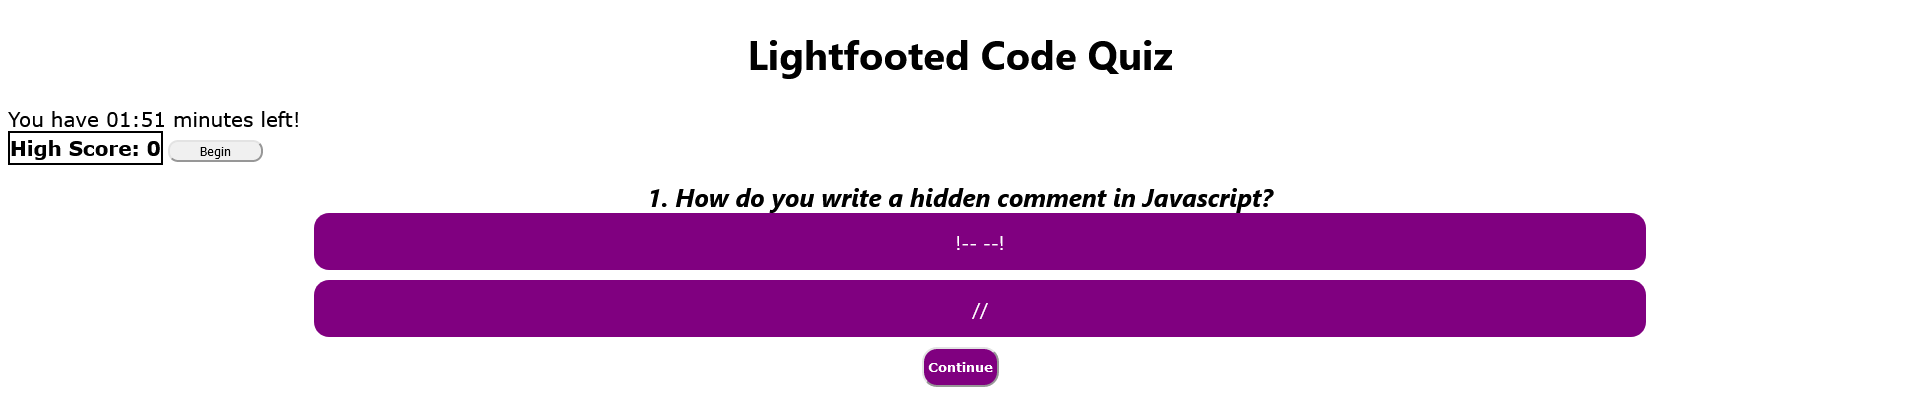 Lightfooted Code Quiz
You have 01:51 minutes left!
High Score: 0 Begin
1. How do you write a hidden comment in Javascript?
!-- --!
//
Continue